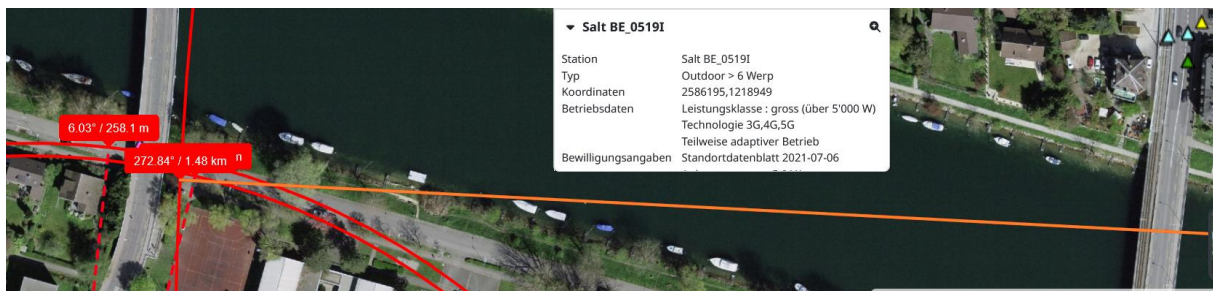 Salt BE_0519I
Station Salt BE_0519I
Typ Outdoor > 6 Werp
Koordinaten 2586195,1218949
Betriebsdaten Leistungsklasse : gross (über 5'000 W)
Technologie 3G,4G,5G
Teilweise adaptiver Betrieb
Bewilligungsangaben Standortdatenblatt 2021-07-06
6.03° / 258.1 m
272.84° / 1.48 km
n